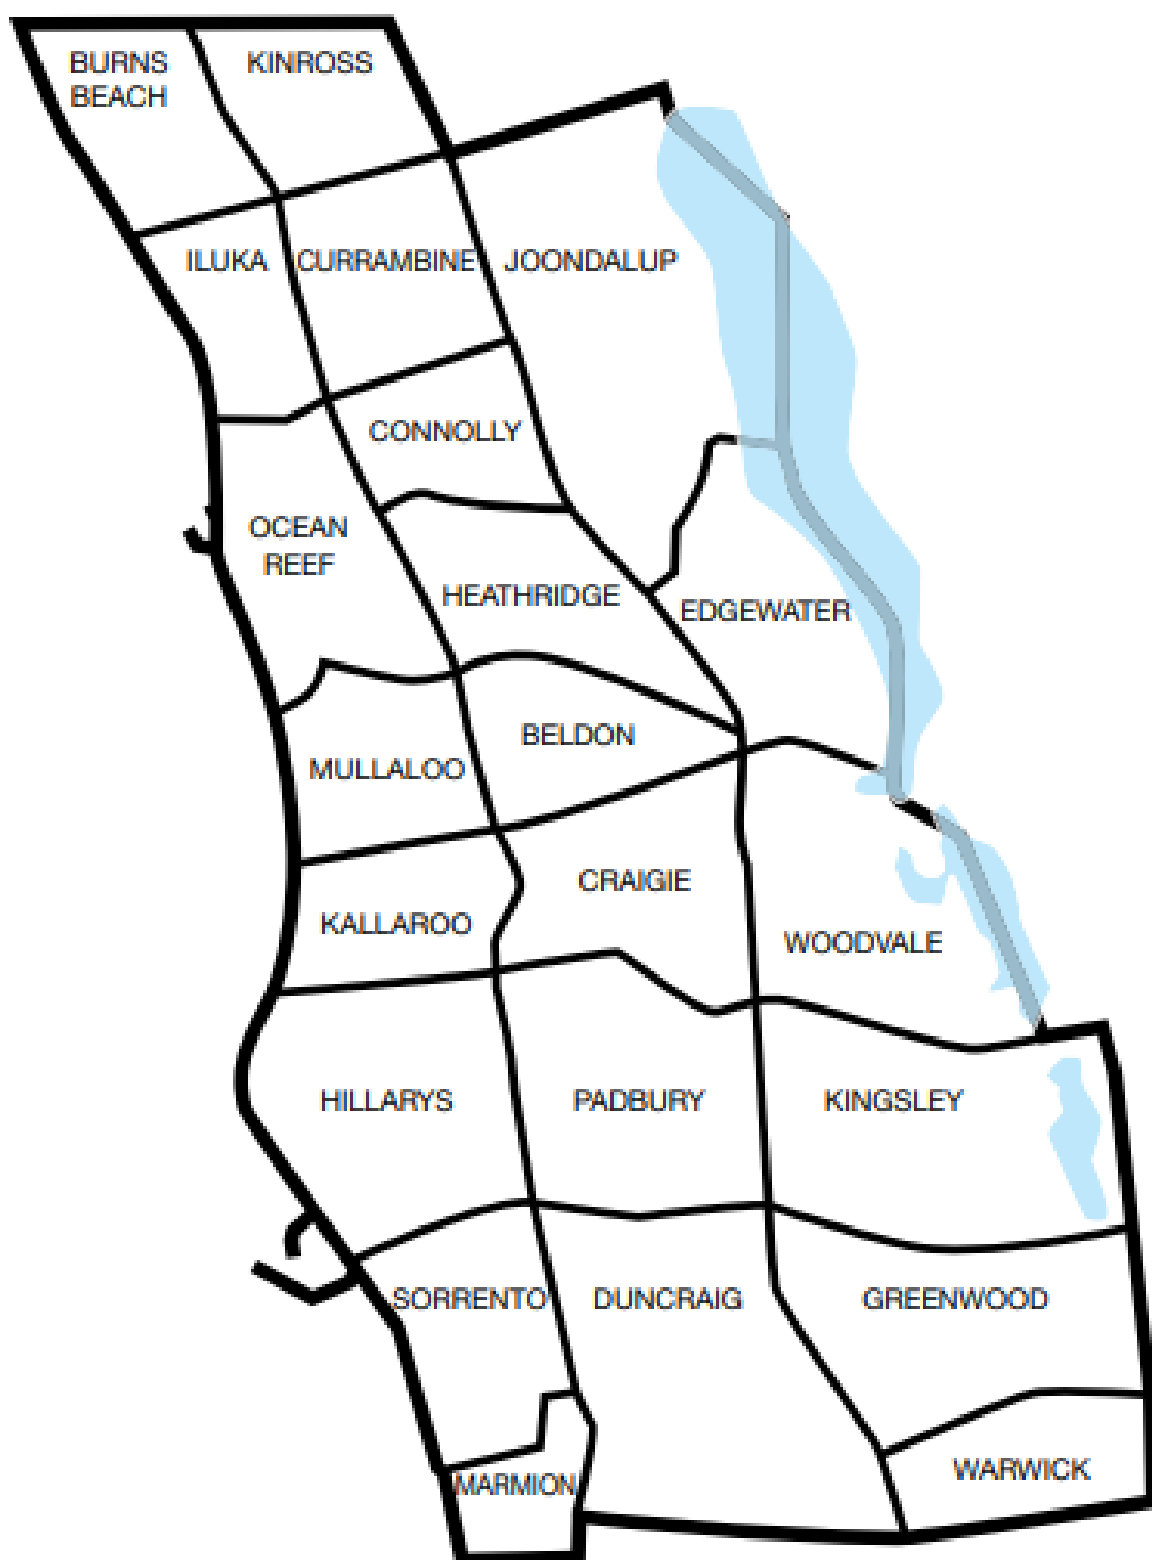 BURNS
BEACH
KINROSS
ILUKA
CURRAMBINE
JOONDALUP
CONNOLLY
OCEAN
REEF
HEATHRIDGE
EDGEWATER
BELDON
MULLALOO
CRAIGIE
KALLAROO
WOODVALE
HILLARYS
PADBURY
KINGSLEY
SORRENTO
DUNCRAIG
GREENWOOD
MARMION
WARWICK